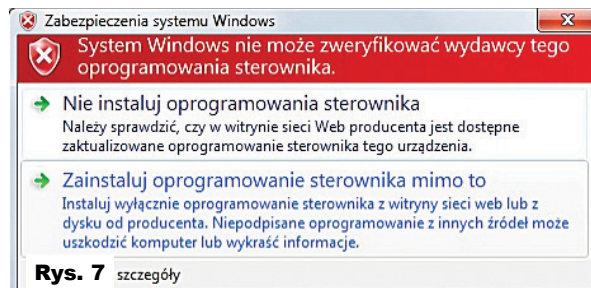 Zabezpieczenia systemu Windows
System Windows nie może zweryfikować wydawcy tego
oprogramowania sterownika.
Nie instaluj oprogramowania sterownika
Należy sprawdzić, czy w witrynie sieci Web producenta jest dostępne
zaktualizowane oprogramowanie sterownika tego urządzenia.
Zainstaluj oprogramowanie sterownika mimo to
Instaluj wyłącznie oprogramowanie sterownika z witryny sieci web lub z
dysku od producenta. Niepodpisane oprogramowanie z innych źródeł może
uszkodzić komputer lub wykraść informacje.
Rys. 7 szczegóły